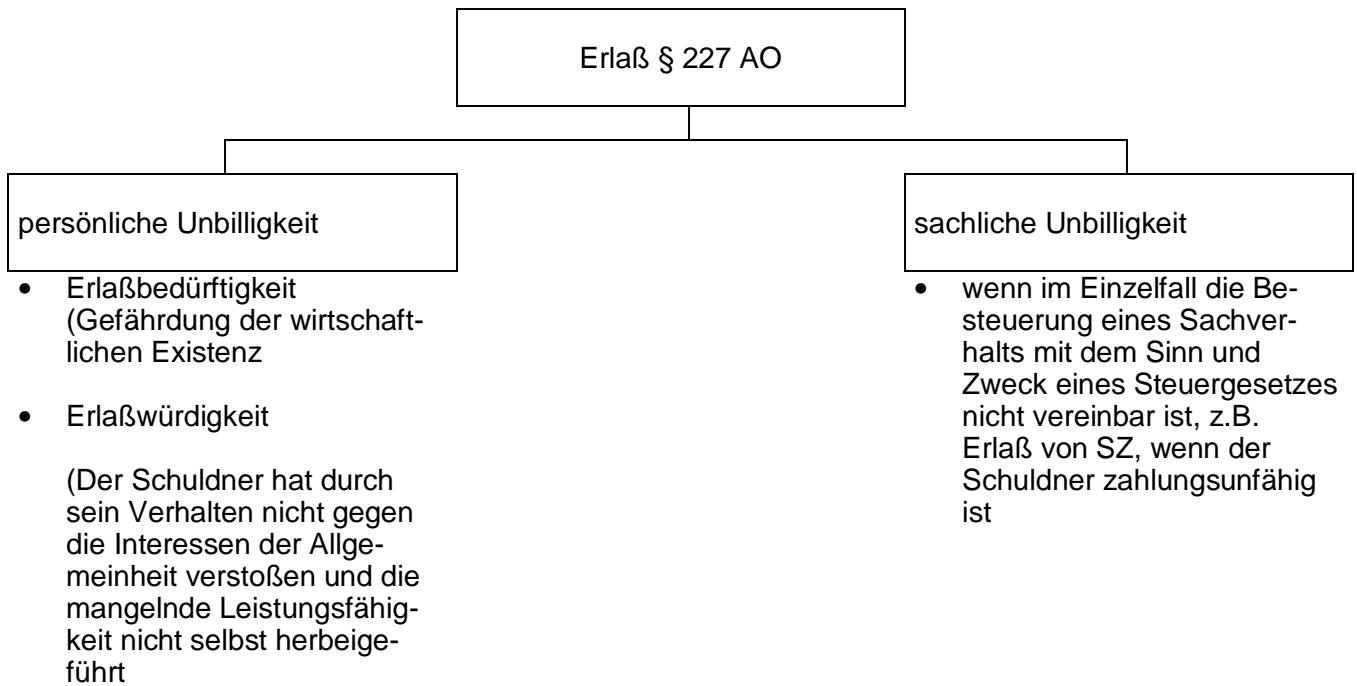 Erlaß § 227 AO
persönliche Unbilligkeit
• Erlaßbedürftigkeit
(Gefährdung der wirtschaft-
lichen Existenz
• Erlaßwürdigkeit
(Der Schuldner hat durch
sein Verhalten nicht gegen
die Interessen der Allge-
meinheit verstoßen und die
mangelnde Leistungsfähig-
keit nicht selbst herbeige-
führt
sachliche Unbilligkeit
• wenn im Einzelfall die Be-
steuerung eines Sachver-
halts mit dem Sinn und
Zweck eines Steuergesetzes
nicht vereinbar ist, z.B.
Erlaß von SZ, wenn der
Schuldner zahlungsunfähig
ist